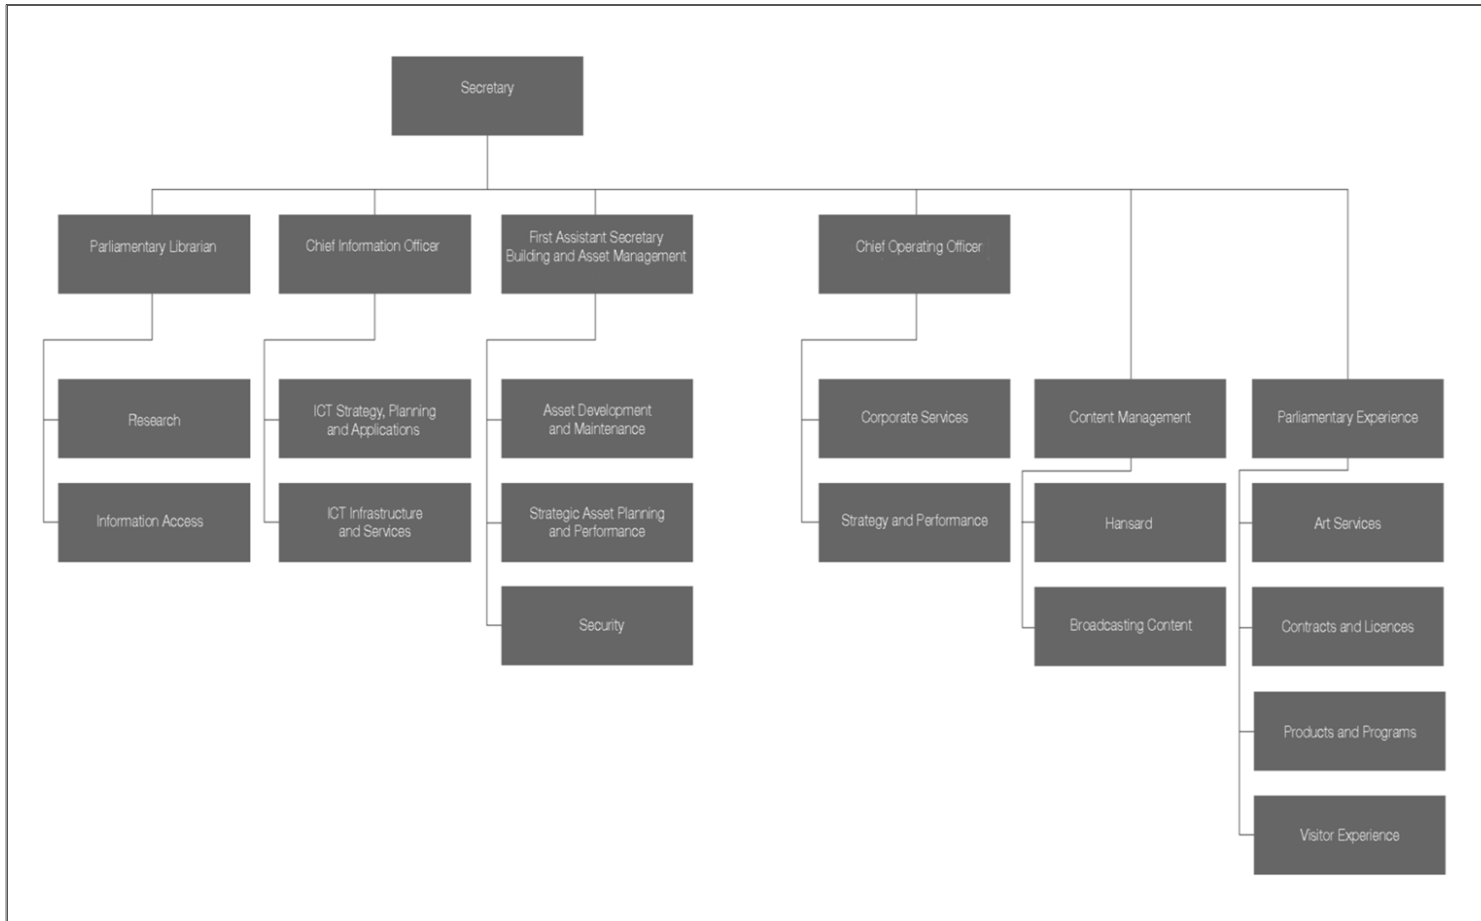 Secretary
Parliamentary Librarian
Chief Information Officer
First Assistant Secretary
Building and Asset Management
Chief Operating Officer
Research
ICT Strategy, Planning
and Applications
Asset Development
and Maintenance
Corporate Services
Content Management
Parliamentary Experience
Information Access
ICT Infrastructure
and Services
Strategic Asset Planning
and Performance
Strategy and Performance
Hansard
Art Services
Security
Broadcasting Content
Contracts and Licences
Products and Programs
Visitor Experience